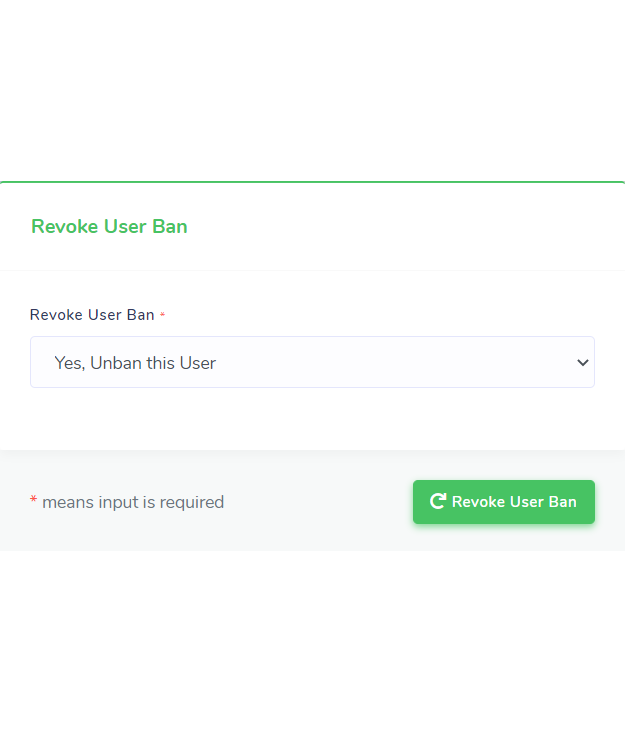 Revoke User Ban
Revoke User Ban *
Yes, Unban this User
* means input is required
Revoke User Ban